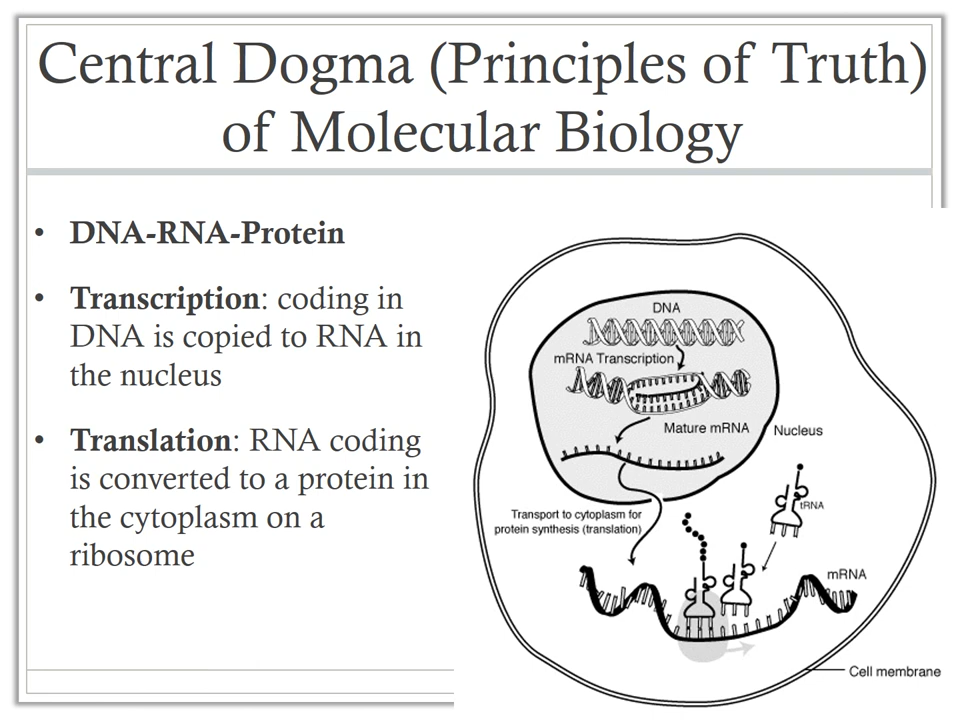 Central Dogma (Principles of Truth)
of Molecular Biology
• DNA-RNA-Protein
• Transcription: coding in
DNA is copied to RNA in
the nucleus
• Translation: RNA coding
is converted to a protein in
the cytoplasm on a
ribosome
DNA
mRNA Transcription
Mature mRNA
Nucleus
Transport to cytoplasm for
protein synthesis (translation)
tRNA
mRNA
Cell membrane